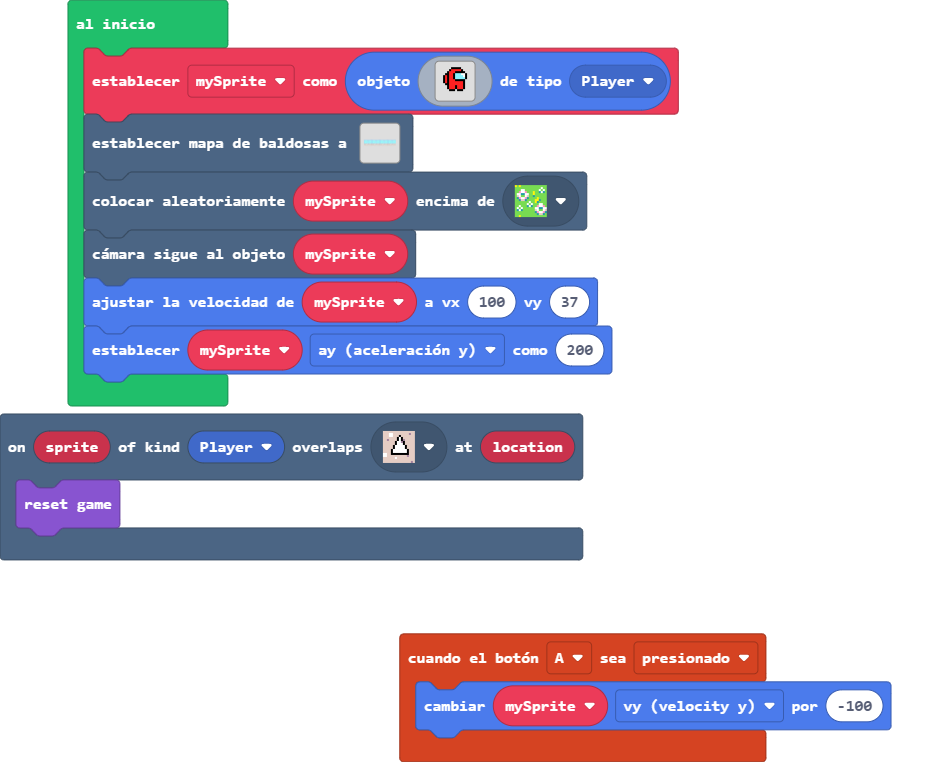 al inicio
establecer mySprite como objeto de tipo Player
establecer mapa de baldosas a
colocar aleatoriamente mySprite encima de
cámara sigue al objeto mySprite
ajustar la velocidad de mySprite a vx 100 vy 37
establecer mySprite ay (aceleración y) como 200
on sprite of kind Player overlaps at location
reset game
cuando el botón A sea presionado
cambiar mySprite vy (velocity y) por -100